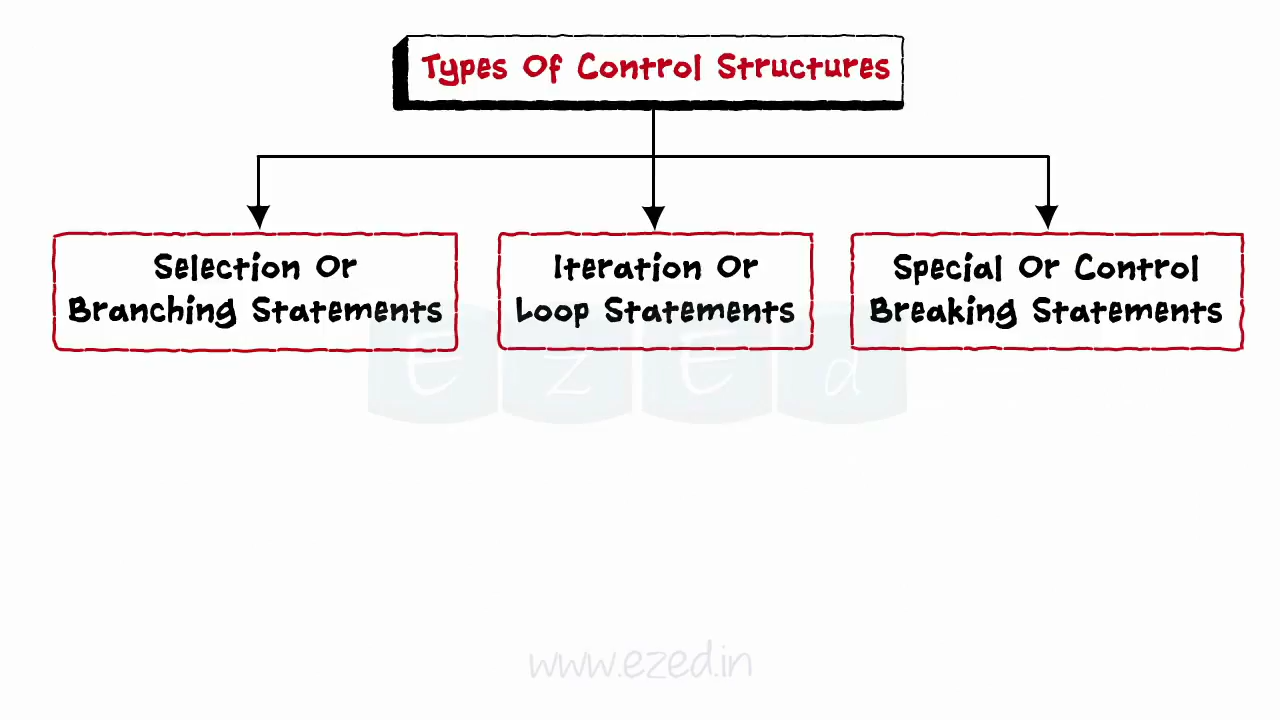 Types Of Control Structures
Selection Or
Branching Statements
Iteration Or
Loop Statements
Special Or Control
Breaking Statements
EzEd
www.ezed.in